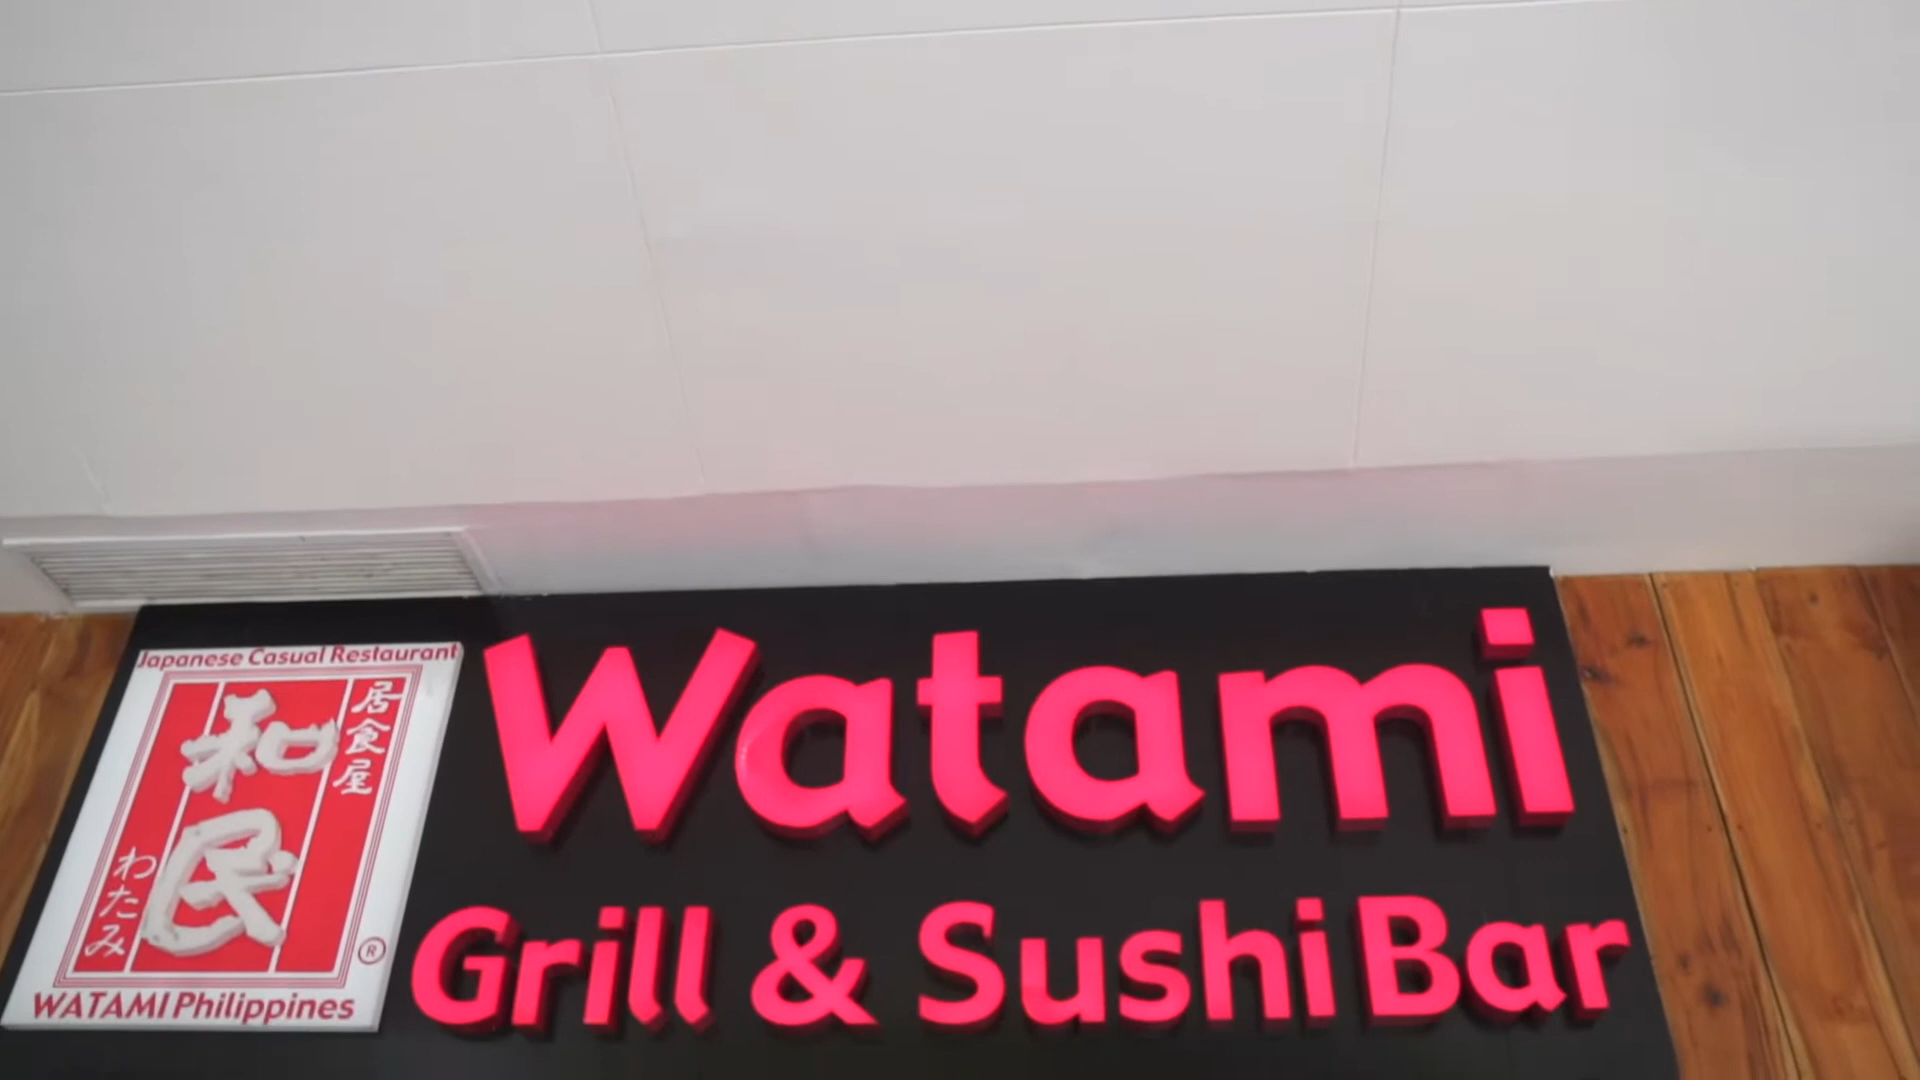 Japanese Casual Restaurant
居食屋
和民
わたみ
®
WATAMI Philippines
Watami
Grill & Sushi Bar